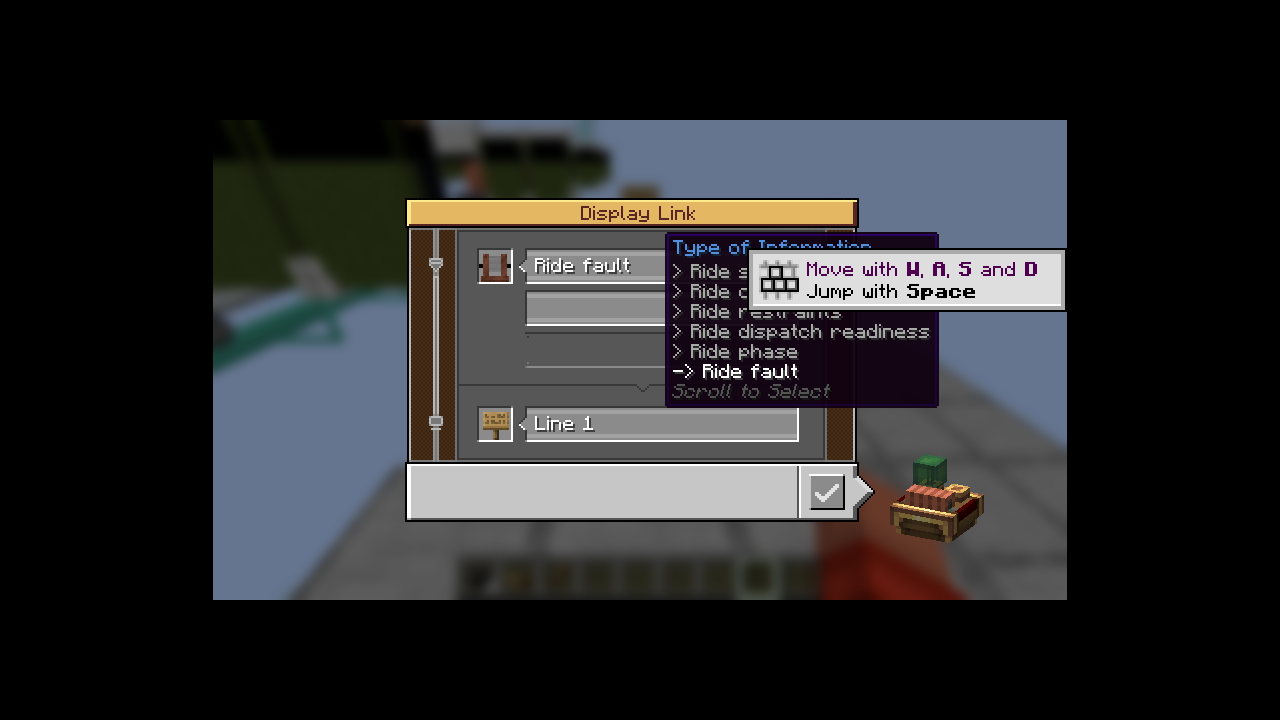 Display Link
Ride fault
Type of Information
> Ride s
> Ride c
> Ride restraints
> Ride dispatch readiness
> Ride phase
-> Ride fault
Scroll to Select
Move with W, A, S and D
Jump with Space
Line 1